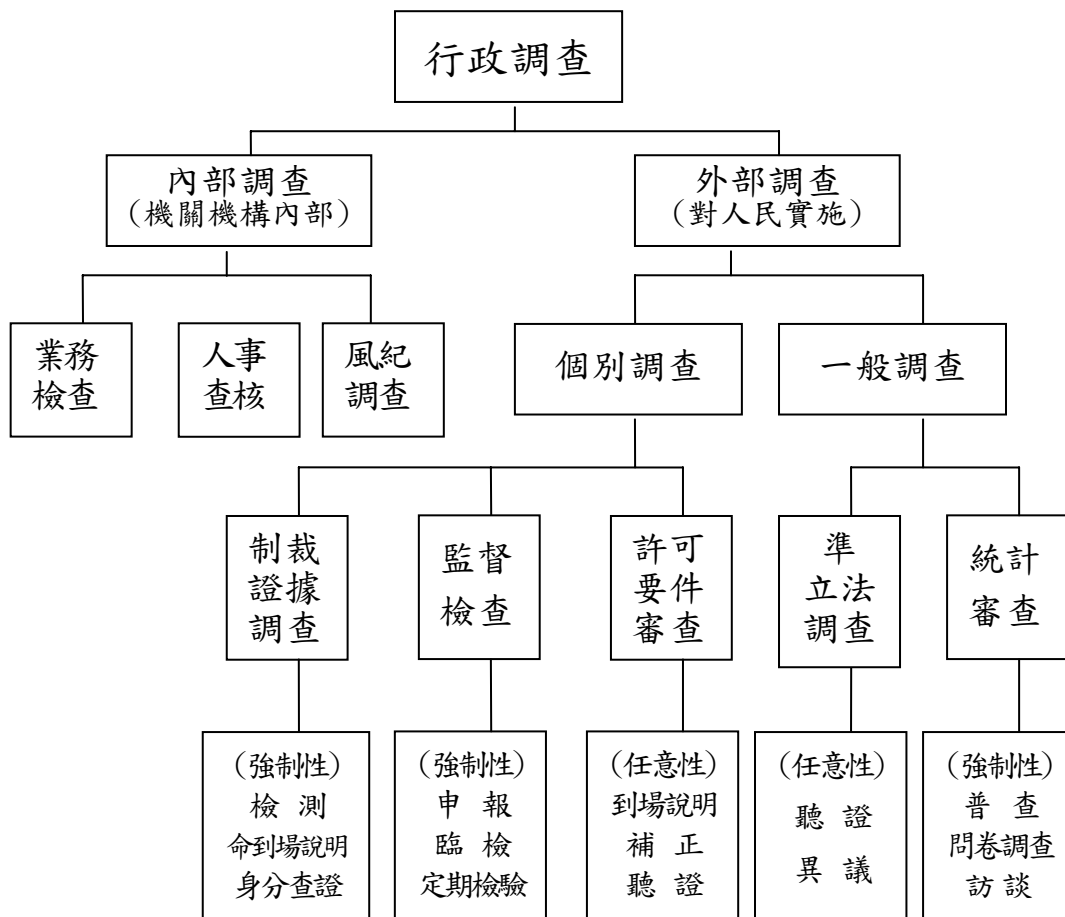 行政調查
內部調查
(機關機構內部)
外部調查
(對人民實施)
業務
檢查
人事
查核
風紀
調查
個別調查
一般調查
制裁
證據
調查
監督
檢查
許可
要件
審查
準
立法
調查
統計
審查
(強制性)
檢測
命到場說明
身分查證
(強制性)
申報
臨檢
定期檢驗
(任意性)
到場說明
補正
聽證
(任意性)
聽證
異議
(強制性)
普查
問卷調查
訪談